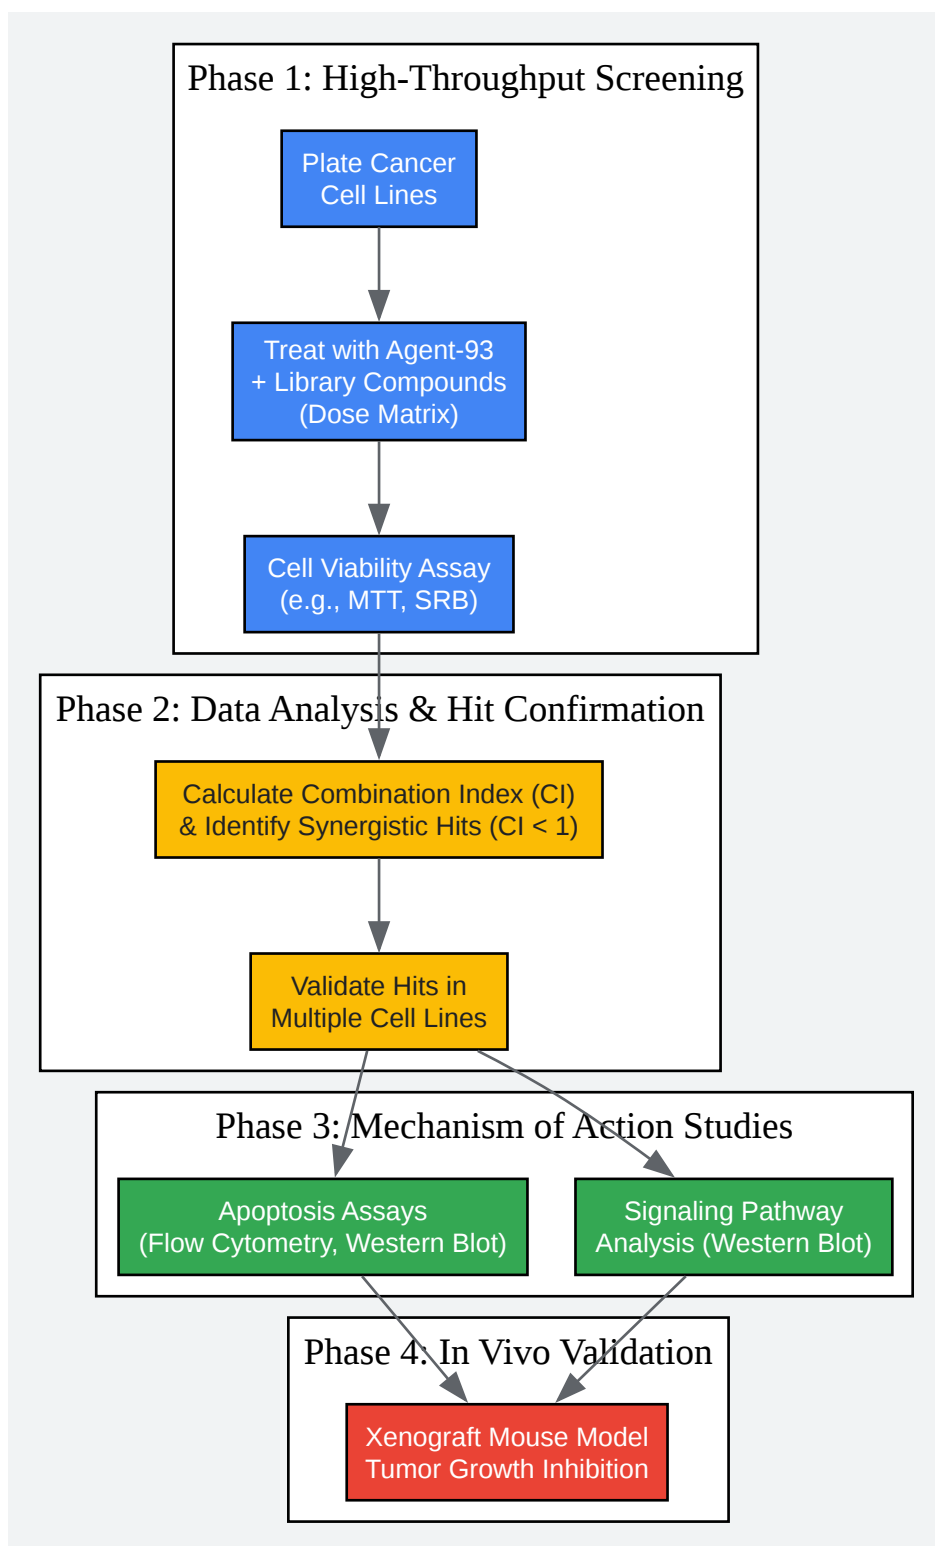 Phase 1: High-Throughput Screening
Plate Cancer
Cell Lines
Treat with Agent-93
+ Library Compounds
(Dose Matrix)
Cell Viability Assay
(e.g., MTT, SRB)
Phase 2: Data Analysis & Hit Confirmation
Calculate Combination Index (CI)
& Identify Synergistic Hits (CI < 1)
Validate Hits in
Multiple Cell Lines
Phase 3: Mechanism of Action Studies
Apoptosis Assays
(Flow Cytometry, Western Blot)
Signaling Pathway
Analysis (Western Blot)
Phase 4: In Vivo Validation
Xenograft Mouse Model
Tumor Growth Inhibition